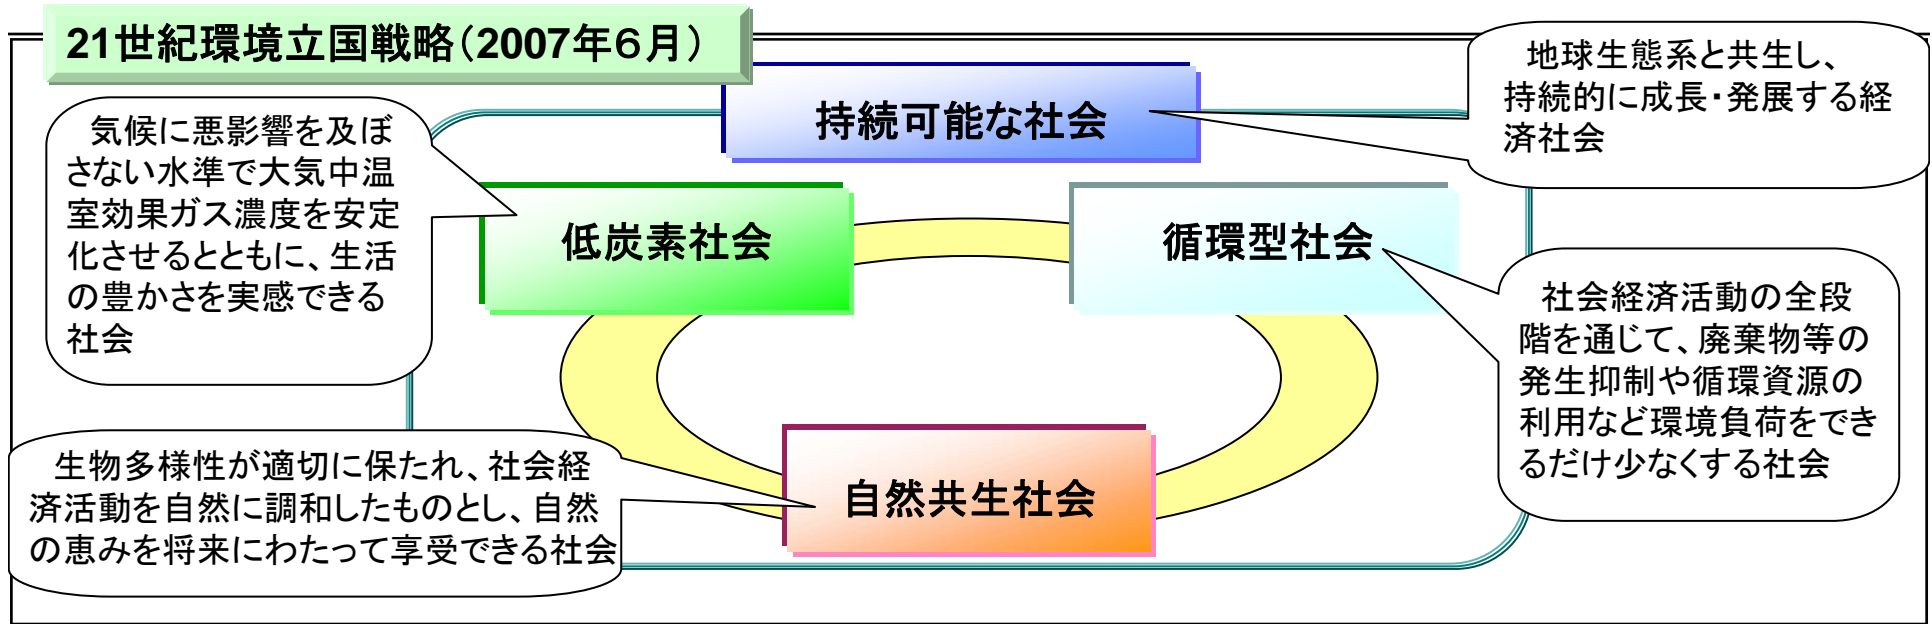 21世紀環境立国戦略（2007年６月）
持続可能な社会
地球生態系と共生し、
持続的に成長・発展する経
済社会
気候に悪影響を及ぼ
さない水準で大気中温
室効果ガス濃度を安定
化させるとともに、生活
の豊かさを実感できる
社会
低炭素社会
循環型社会
社会経済活動の全段
階を通じて、廃棄物等の
発生抑制や循環資源の
利用など環境負荷をでき
るだけ少なくする社会
生物多様性が適切に保たれ、社会経
済活動を自然に調和したものとし、自然
の恵みを将来にわたって享受できる社会
自然共生社会